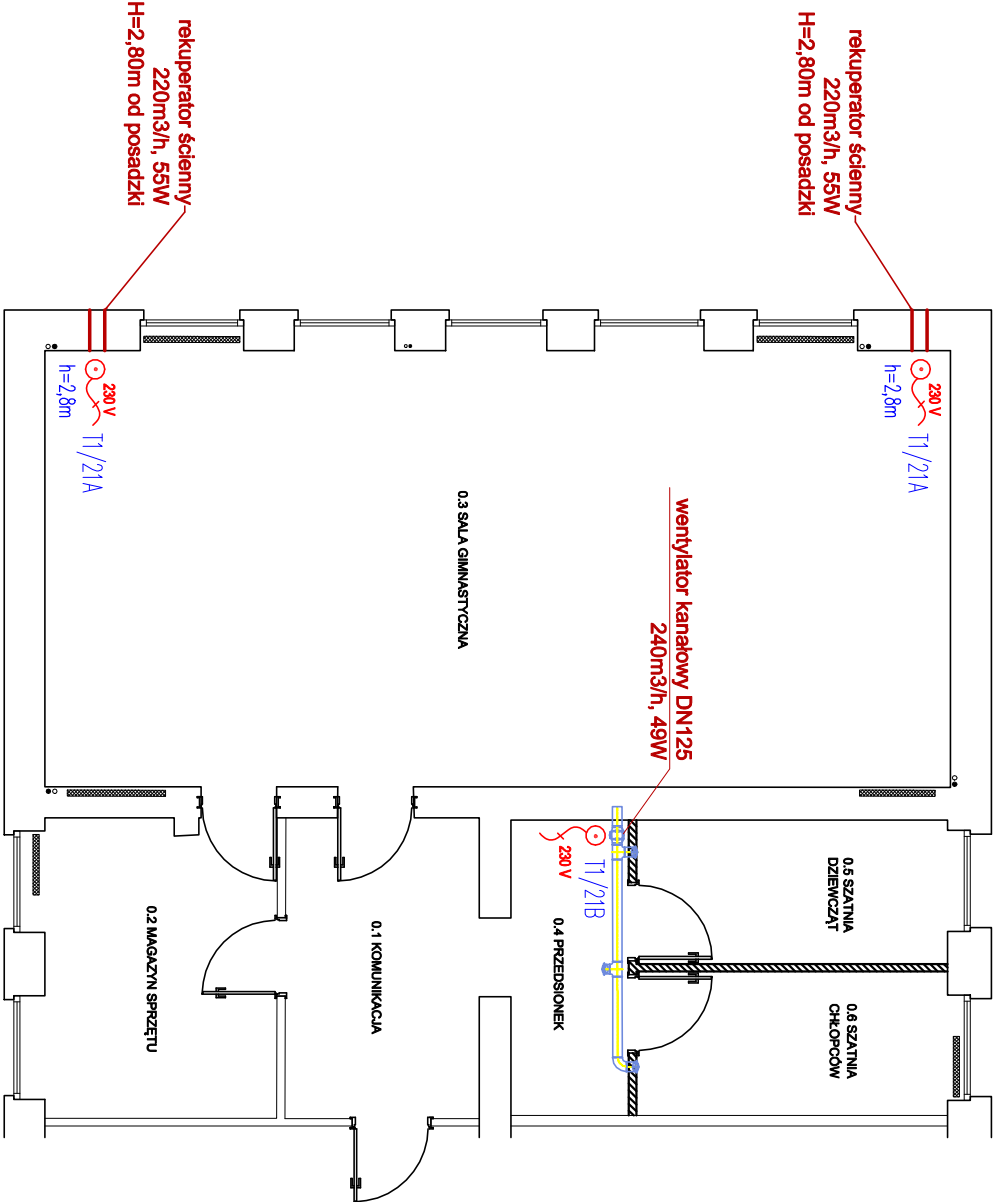 rekuperator ścienny
220m3/h, 55W
H=2,80m od posadzki
rekuperator ścienny
220m3/h, 55W
H=2,80m od posadzki
230 V
T1/21A
h=2,8m
230 V
T1/21A
h=2,8m
wentylator kanałowy DN125
240m3/h, 49W
0.3 SALA GIMNASTYCZNA
T1/21B
230 V
0.5 SZATNIA
DZIEWCZĄT
0.6 SZATNIA
CHŁOPCÓW
0.4 PRZEDSIONEK
0.1 KOMUNIKACJA
0.2 MAGAZYN SPRZĘTU